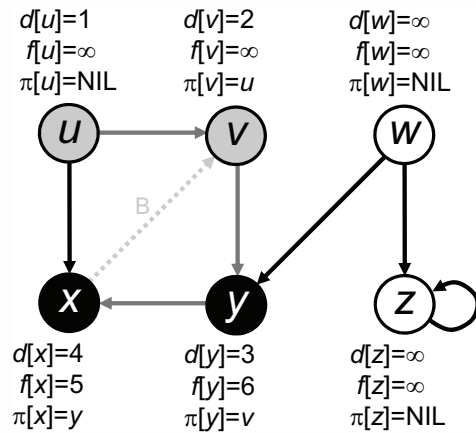 d[u]=1 d[v]=2 d[w]=∞
f[u]=∞ f[v]=∞ f[w]=∞
π[u]=NIL π[v]=u π[w]=NIL
u v w
B
x y z
d[x]=4 d[y]=3 d[z]=∞
f[x]=5 f[y]=6 f[z]=∞
π[x]=y π[y]=v π[z]=NIL